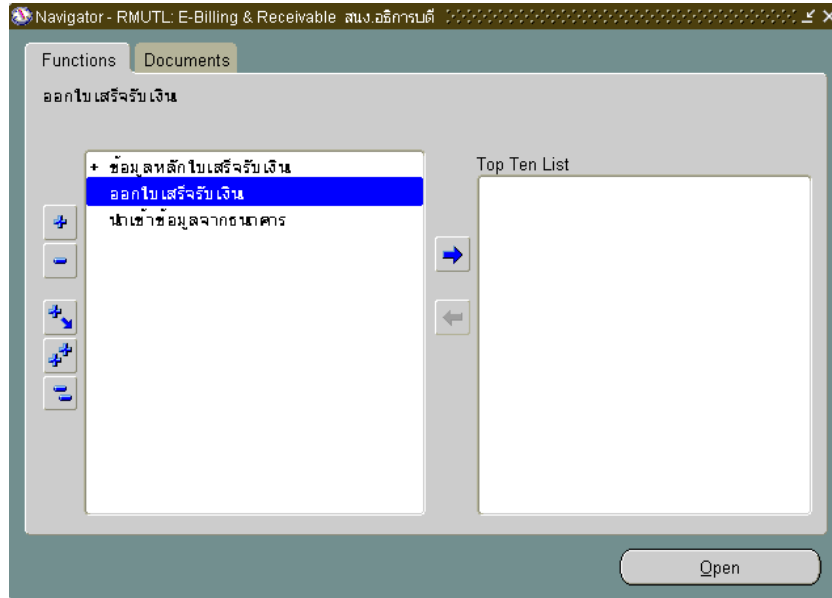 Navigator - RMUTL: E-Billing & Receivable สนง.อธิการบดี
Functions
Documents
ออกใบเสร็จรับเงิน
+ ข้อมูลหลักใบเสร็จรับเงิน
ออกใบเสร็จรับเงิน
นำเข้าข้อมูลจากธนาคาร
Top Ten List
Open